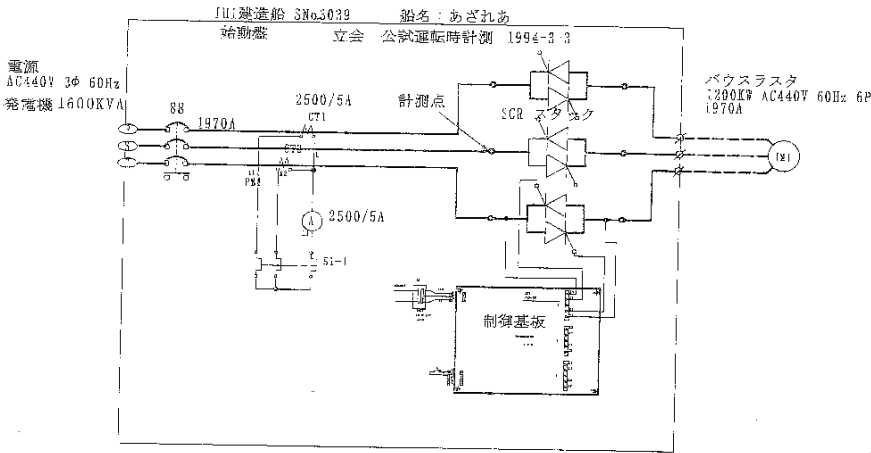 IHI建造船 SNo.3039 船名:あざれあ
始動盤 立会 公試運転時計測 1994-3-3
電源
AC440V 3Φ 60Hz
発電機 1600KVA
88
1970A
2500/5A
CT1
計測点
SCR スタック
バウスラスタ
1200KW AC440V 60Hz 6P
1970A
CT2
L
IM
A
2500/5A
S1-1
制御基板